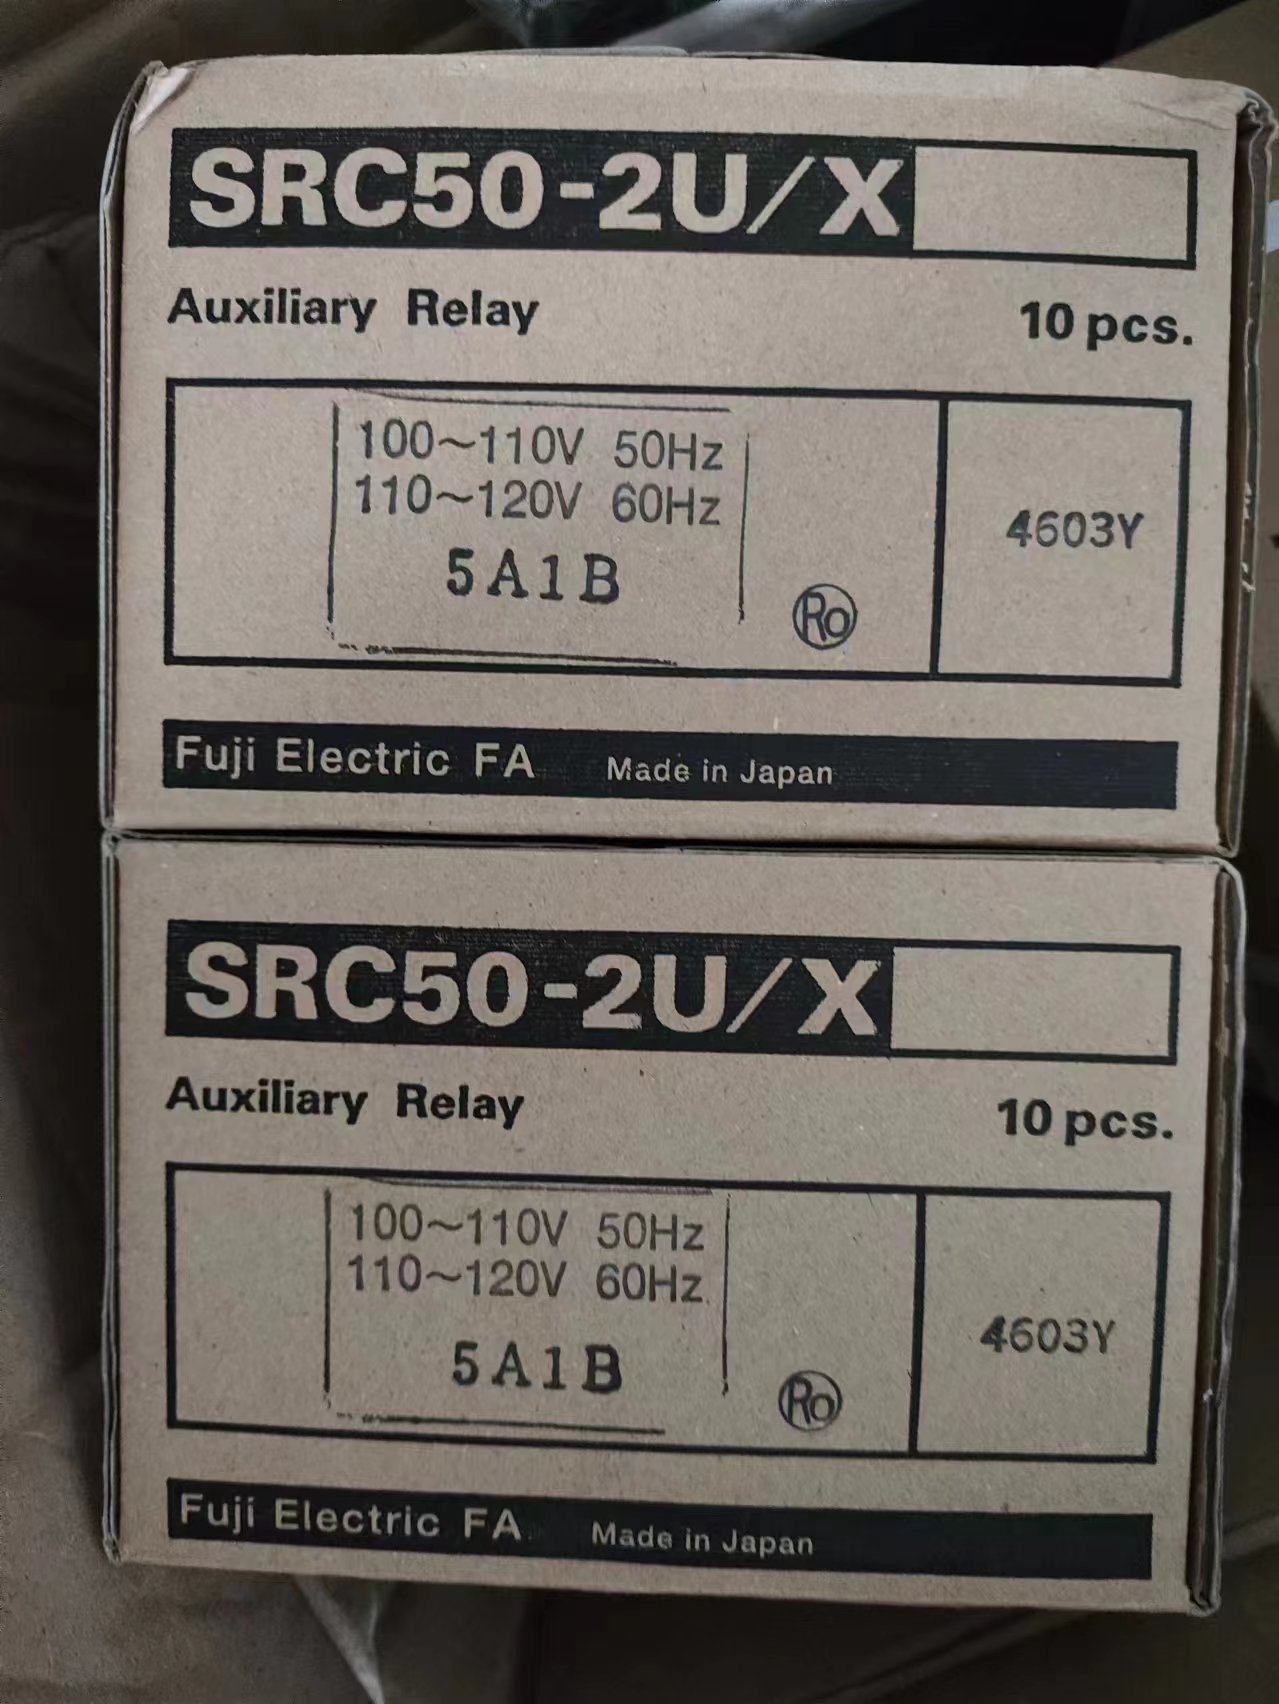 SRC50-2U/X
Auxiliary Relay 10 pcs.
100~110V 50Hz
110~120V 60Hz
5A1B
Ro
4603Y
Fuji Electric FA Made in Japan
SRC50-2U/X
Auxiliary Relay 10 pcs.
100~110V 50Hz
110~120V 60Hz
5A1B
Ro
4603Y
Fuji Electric FA Made in Japan